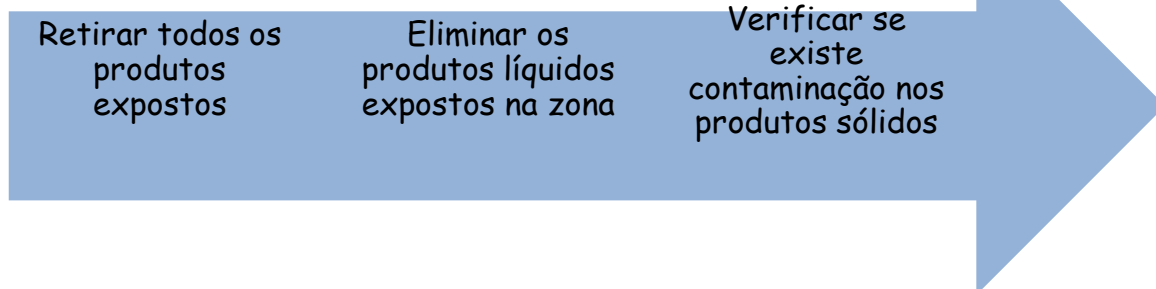 Retirar todos os
produtos
expostos
Eliminar os
produtos líquidos
expostos na zona
Verificar se
existe
contaminação nos
produtos sólidos